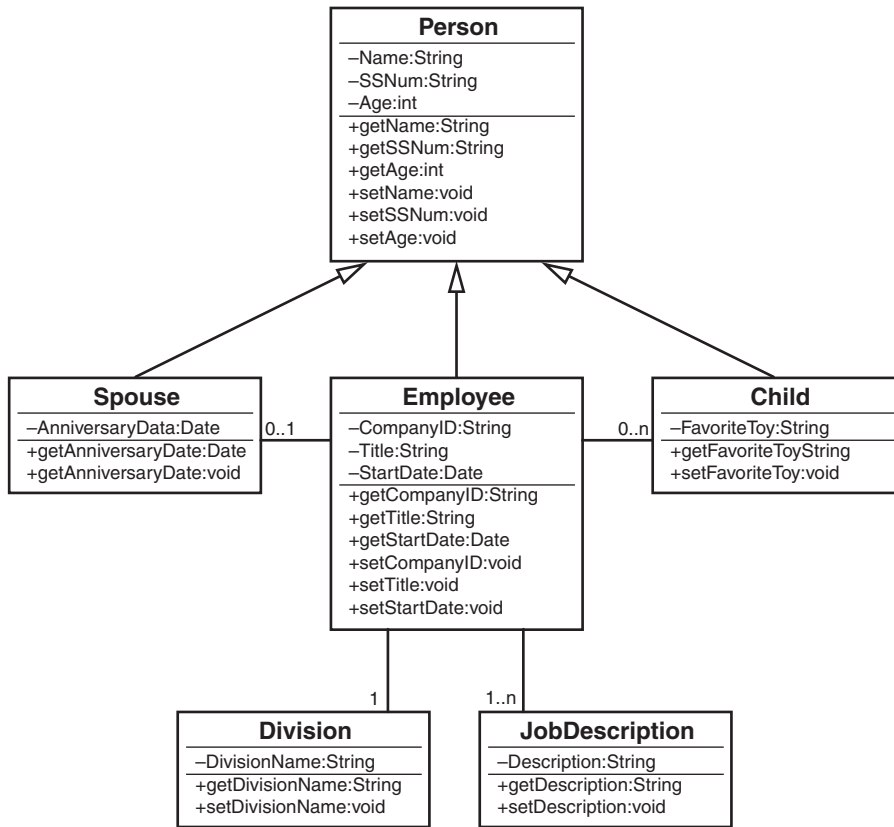 Person
–Name:String
–SSNum:String
–Age:int
+getName:String
+getSSNum:String
+getAge:int
+setName:void
+setSSNum:void
+setAge:void
Spouse
–AnniversaryData:Date
+getAnniversaryDate:Date
+getAnniversaryDate:void
0..1
Employee
–CompanyID:String
–Title:String
–StartDate:Date
+getCompanyID:String
+getTitle:String
+getStartDate:Date
+setCompanyID:void
+setTitle:void
+setStartDate:void
0..n
Child
–FavoriteToy:String
+getFavoriteToyString
+setFavoriteToy:void
1
1..n
Division
–DivisionName:String
+getDivisionName:String
+setDivisionName:void
JobDescription
–Description:String
+getDescription:String
+setDescription:void